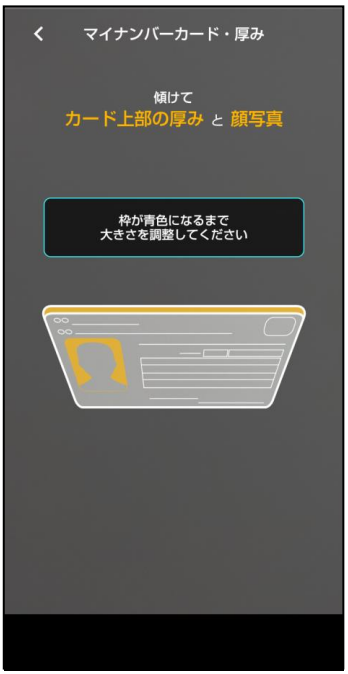 マイナンバーカード・厚み
傾けて
カード上部の厚み と 顔写真
枠が青色になるまで
大きさを調整してください